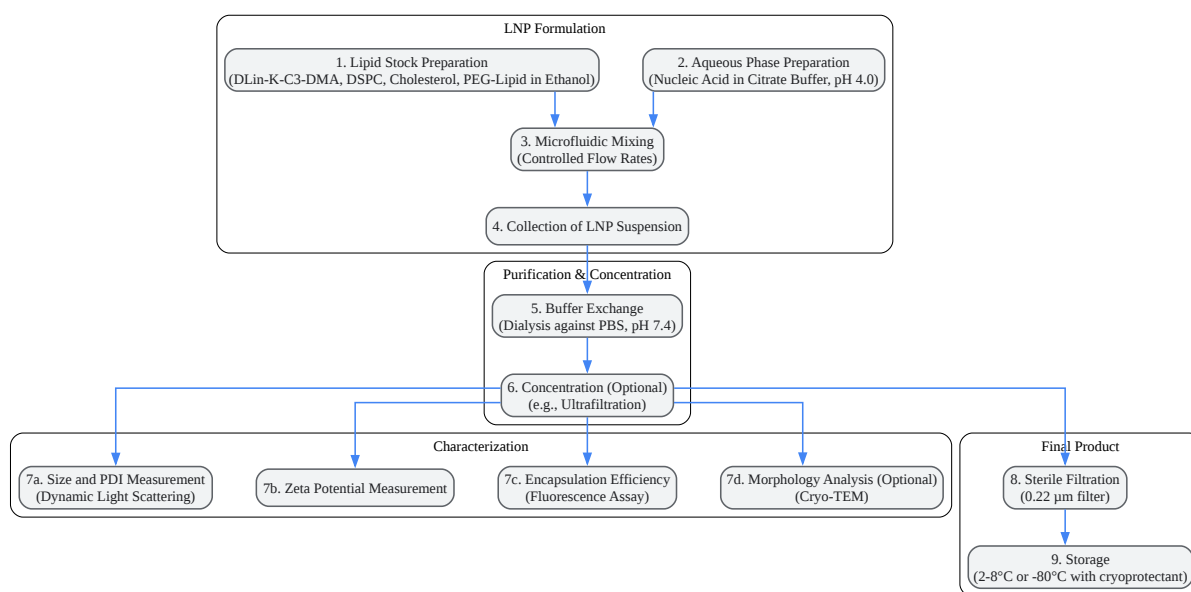 LNP Formulation
1. Lipid Stock Preparation
(DLin-K-C3-DMA, DSPC, Cholesterol, PEG-Lipid in Ethanol)
2. Aqueous Phase Preparation
(Nucleic Acid in Citrate Buffer, pH 4.0)
3. Microfluidic Mixing
(Controlled Flow Rates)
4. Collection of LNP Suspension
Purification & Concentration
5. Buffer Exchange
(Dialysis against PBS, pH 7.4)
6. Concentration (Optional)
(e.g., Ultrafiltration)
Characterization
7a. Size and PDI Measurement
(Dynamic Light Scattering)
7b. Zeta Potential Measurement
7c. Encapsulation Efficiency
(Fluorescence Assay)
7d. Morphology Analysis (Optional)
(Cryo-TEM)
Final Product
8. Sterile Filtration
(0.22 µm filter)
9. Storage
(2-8°C or -80°C with cryoprotectant)